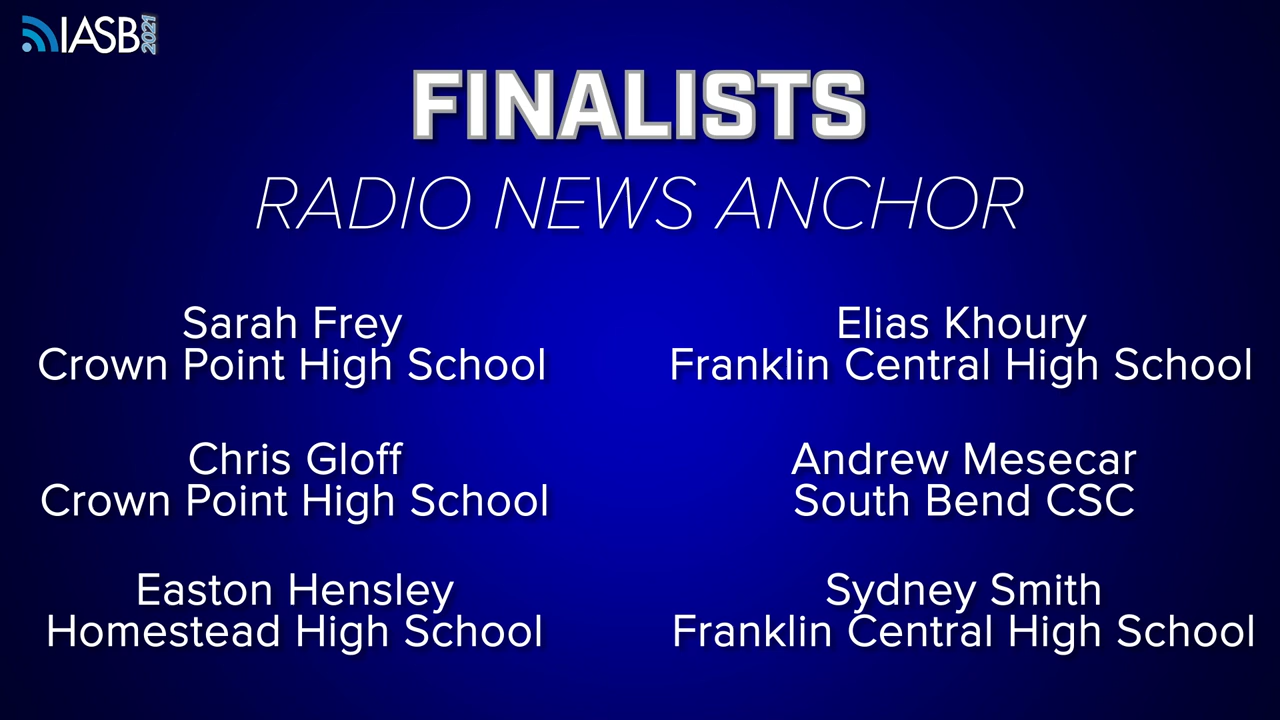 IASB 2021
FINALISTS
RADIO NEWS ANCHOR
Sarah Frey
Crown Point High School
Chris Gloff
Crown Point High School
Easton Hensley
Homestead High School
Elias Khoury
Franklin Central High School
Andrew Mesecar
South Bend CSC
Sydney Smith
Franklin Central High School